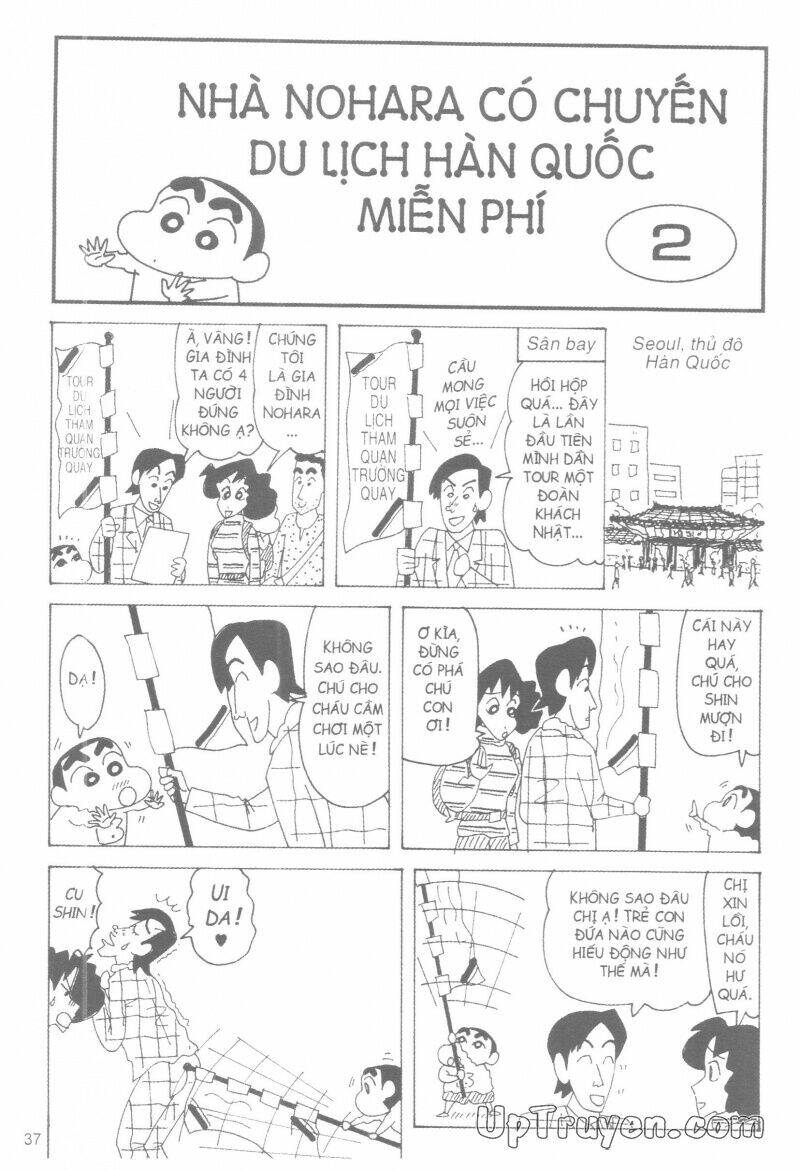 NHÀ NOHARA CÓ CHUYẾN
DU LỊCH HÀN QUỐC
MIỄN PHÍ
2
Seoul, thủ đô
Hàn Quốc
Sân bay
HỒI HỘP
QUÁ... ĐÂY
LÀ LẦN
ĐẦU TIÊN
MÌNH DẪN
TOUR MỘT
ĐOÀN
KHÁCH
NHẬT...
CẦU
MONG
MỌI VIỆC
SUÔN
SẺ...
TOUR
DU
LỊCH
THAM
QUAN
TRƯỜNG
QUAY
CHÚNG
TÔI
LÀ GIA
ĐÌNH
NOHARA
...
À, VÂNG!
GIA ĐÌNH
TA CÓ 4
NGƯỜI
ĐÚNG
KHÔNG Ạ?
TOUR
DU
LỊCH
THAM
QUAN
TRƯỜNG
QUAY
CÁI NÀY
HAY
QUÁ,
CHÚ CHO
SHIN
MƯỢN
ĐI!
Ơ KÌA,
ĐỪNG
CÓ PHÁ
CHÚ
CON
ƠI!
KHÔNG
SAO ĐÂU.
CHÚ CHO
CHÁU CẦM
CHƠI MỘT
LÚC NÈ!
DẠ!
CHỊ
XIN
LỖI,
CHÁU
NÓ
HƯ
QUÁ.
KHÔNG SAO ĐÂU
CHỊ Ạ! TRẺ CON
ĐỨA NÀO CŨNG
HIẾU ĐỘNG NHƯ
THẾ MÀ!
UI
DA!
♥
CU
SHIN!
37
UpTruyen.com